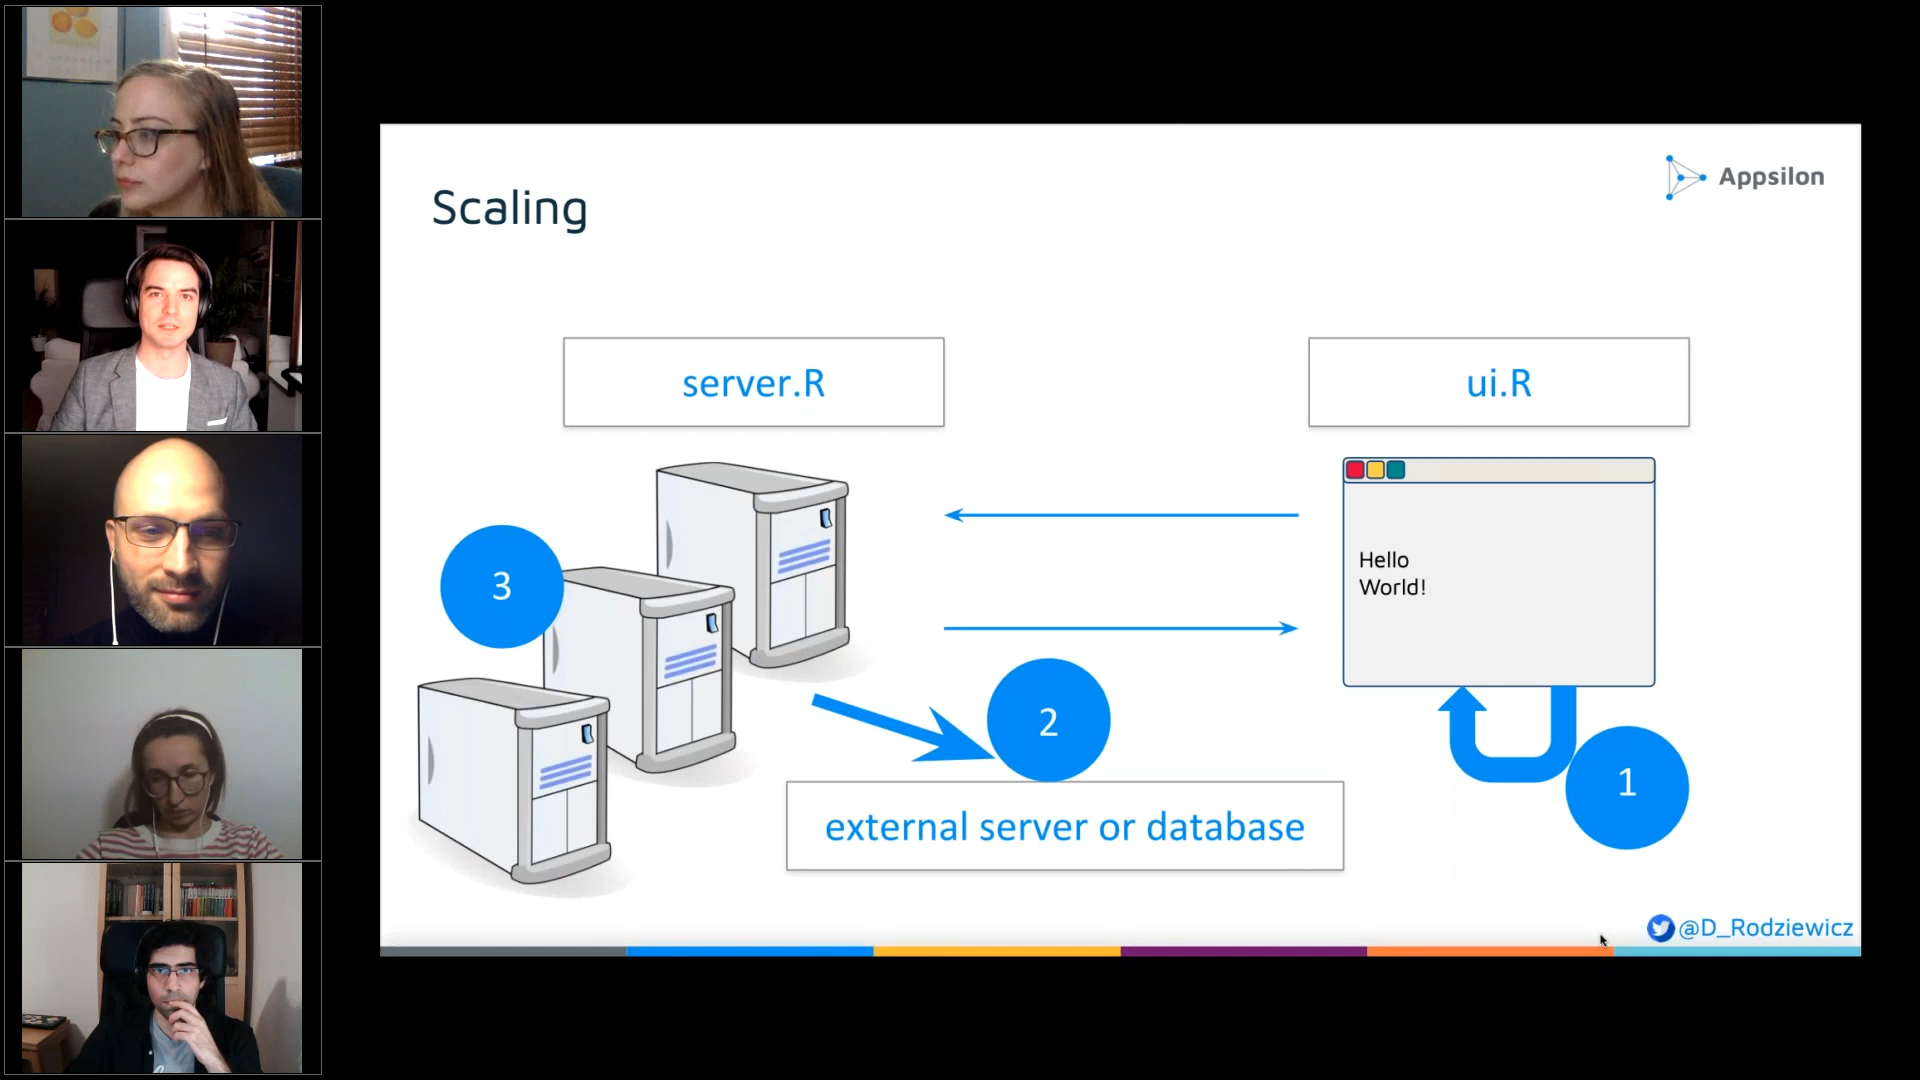 Scaling
Appsilon
server.R
ui.R
Hello
World!
3
2
1
external server or database
@D_Rodziewicz